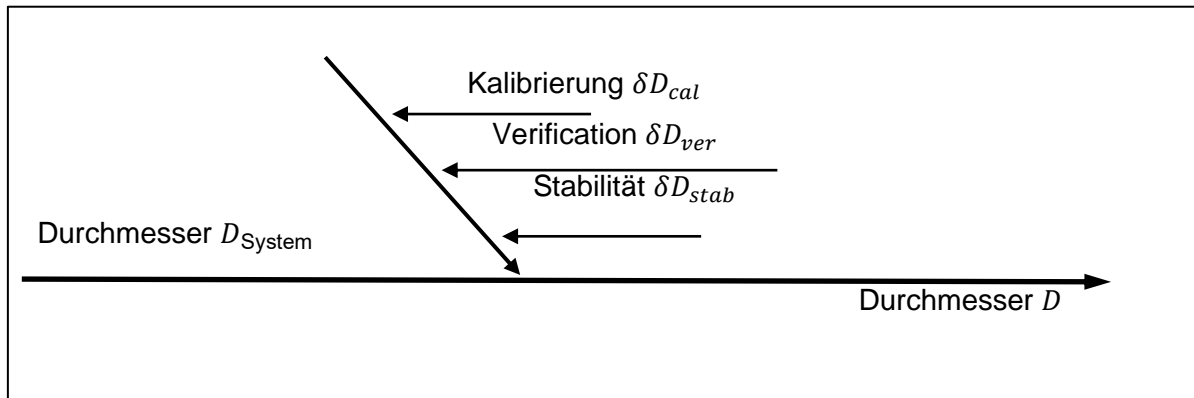 Kalibrierung δD_cal
Verification δD_ver
Stabilität δD_stab
Durchmesser D_System
Durchmesser D